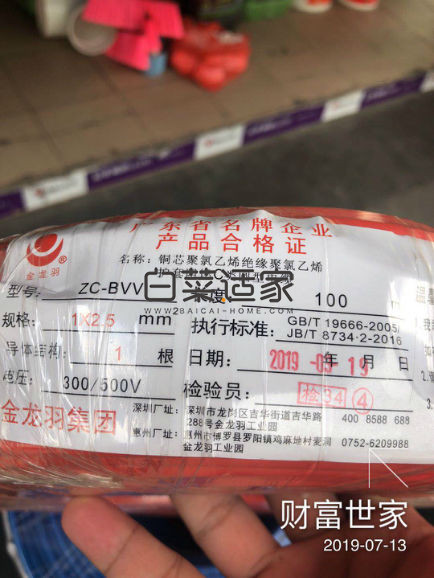 广东省名牌企业
产品合格证
金龙羽
名称:铜芯聚氯乙烯绝缘聚氯乙烯
型号: ZC-BVV
100
白菜世家
WWW.28AICAI-HOME.COM
规格: 1X2.5 mm
执行标准: GB/T 19666-2005
JB/T 8734-2-2016
导体结构: 1 根
日期: 2019 年 月 日
电压: 300/500V
检验员: 检34 ④
金龙羽集团
深圳厂址: 深圳市龙岗区吉华街道吉华路
288号金龙羽工业园
400 8588 688
惠州厂址: 惠州市博罗县罗阳镇鸡麻地村麦洞
金龙羽工业园
0752-6209988
财富世家
2019-07-13